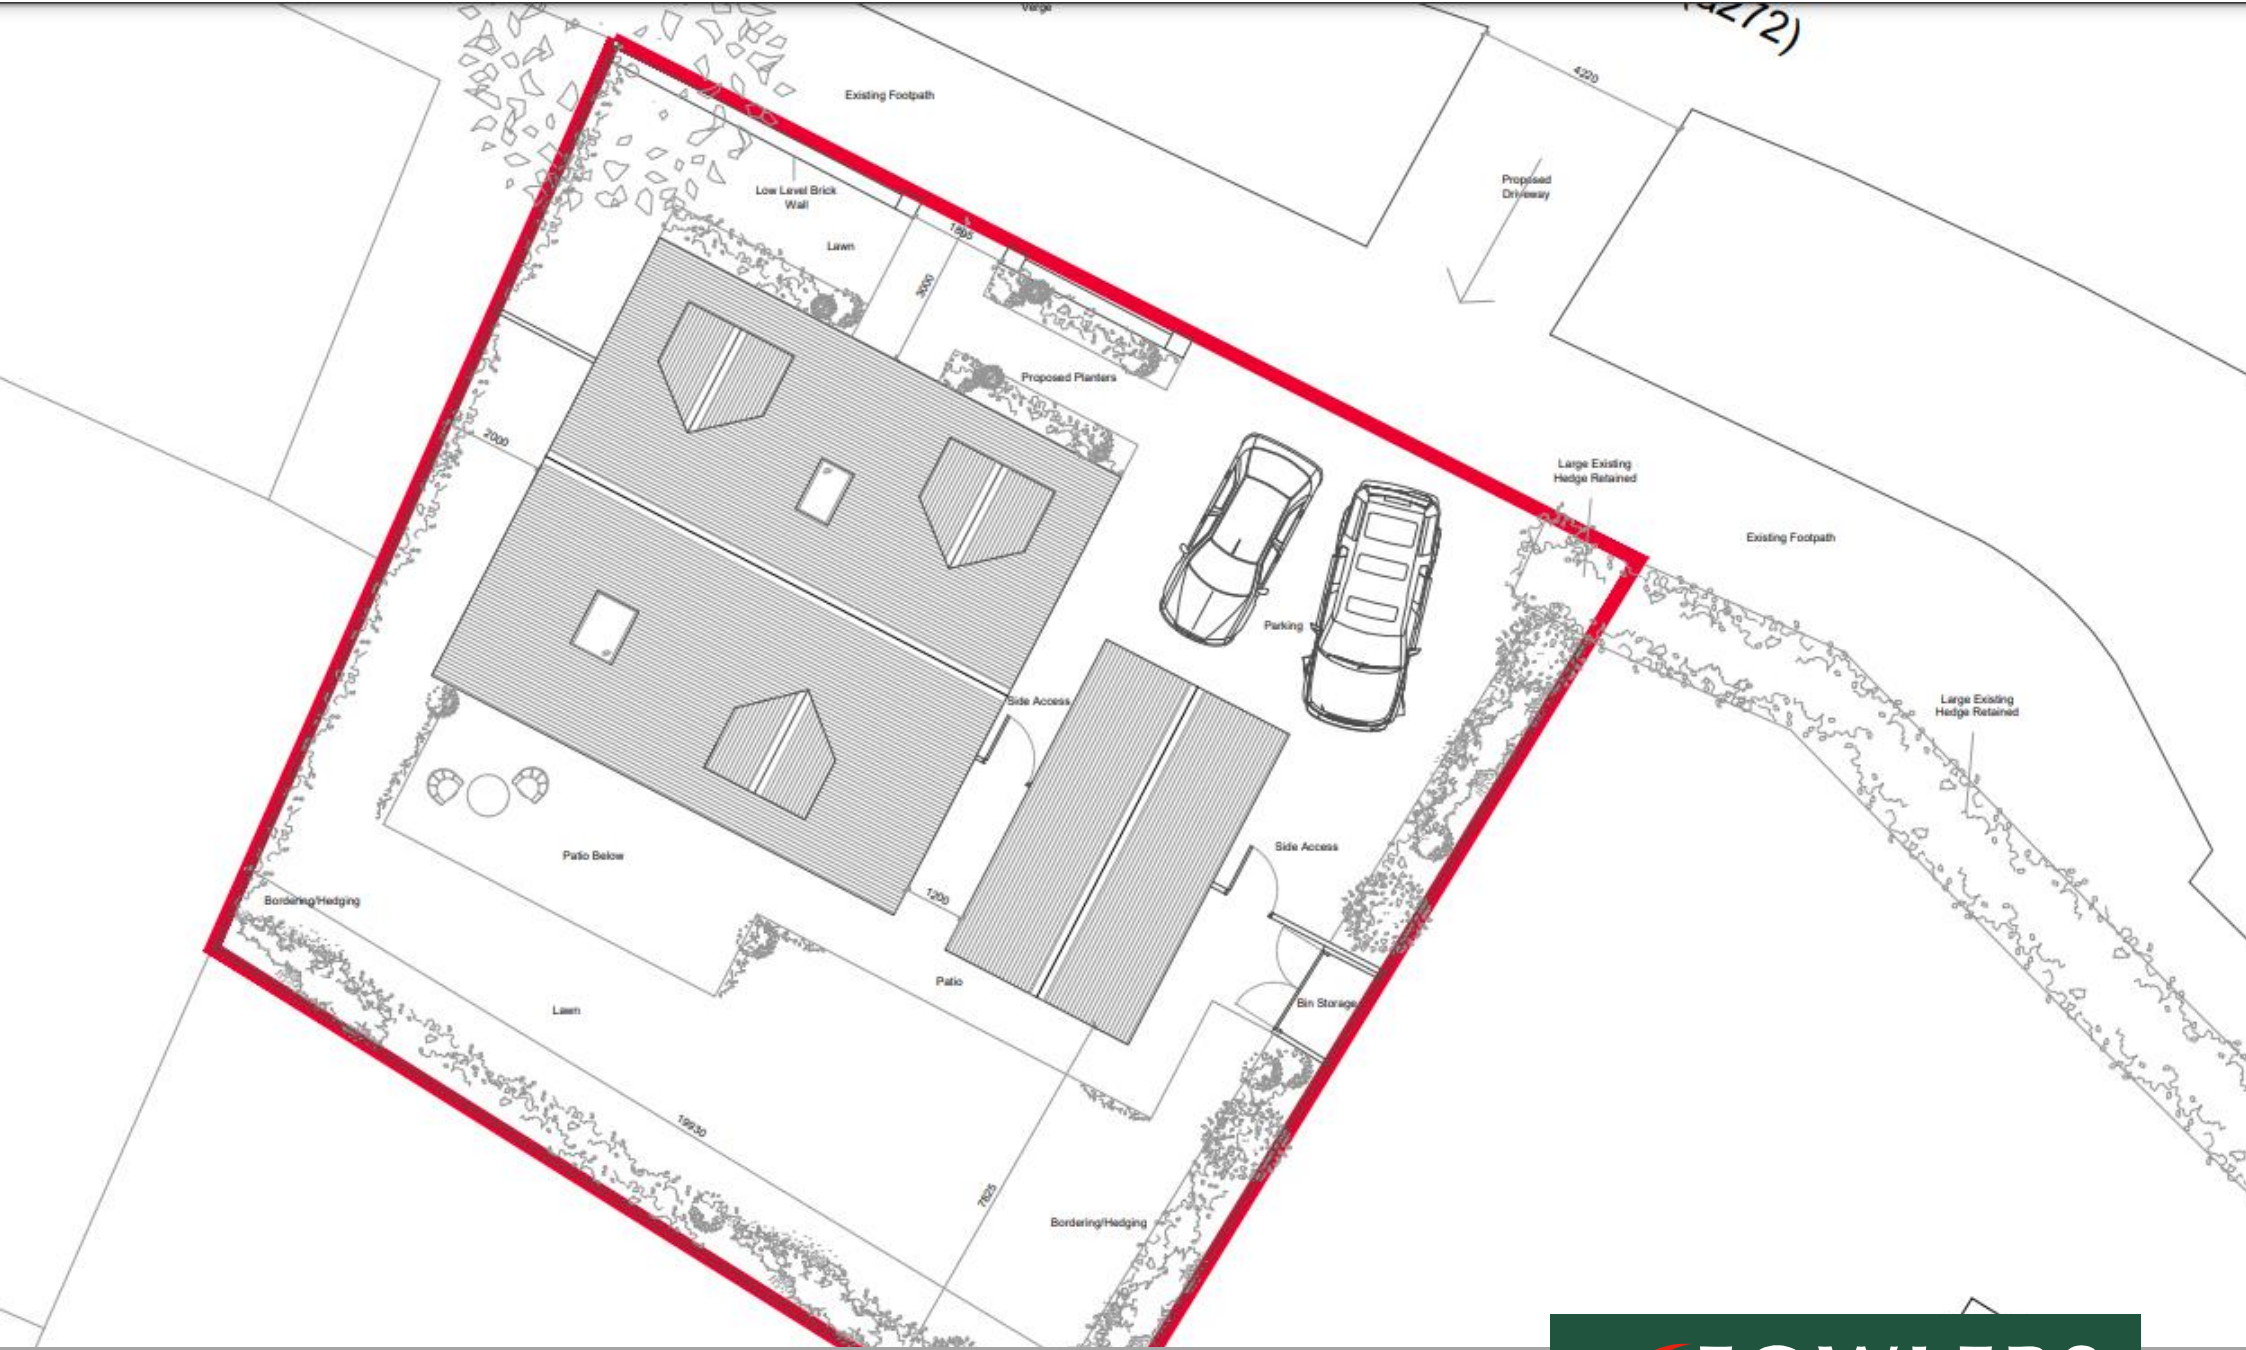 Verge
(a272)
4320
Existing Footpath
Proposed
Driveway
Low Level Brick
Wall
Lawn
1895
3000
Proposed Planters
2000
Large Existing
Hedge Retained
Existing Footpath
Parking
Side Access
Large Existing
Hedge Retained
Side Access
Patio Below
Bordering/Hedging
1200
Patio
Bin Storage
Lawn
19930
7825
Bordering/Hedging